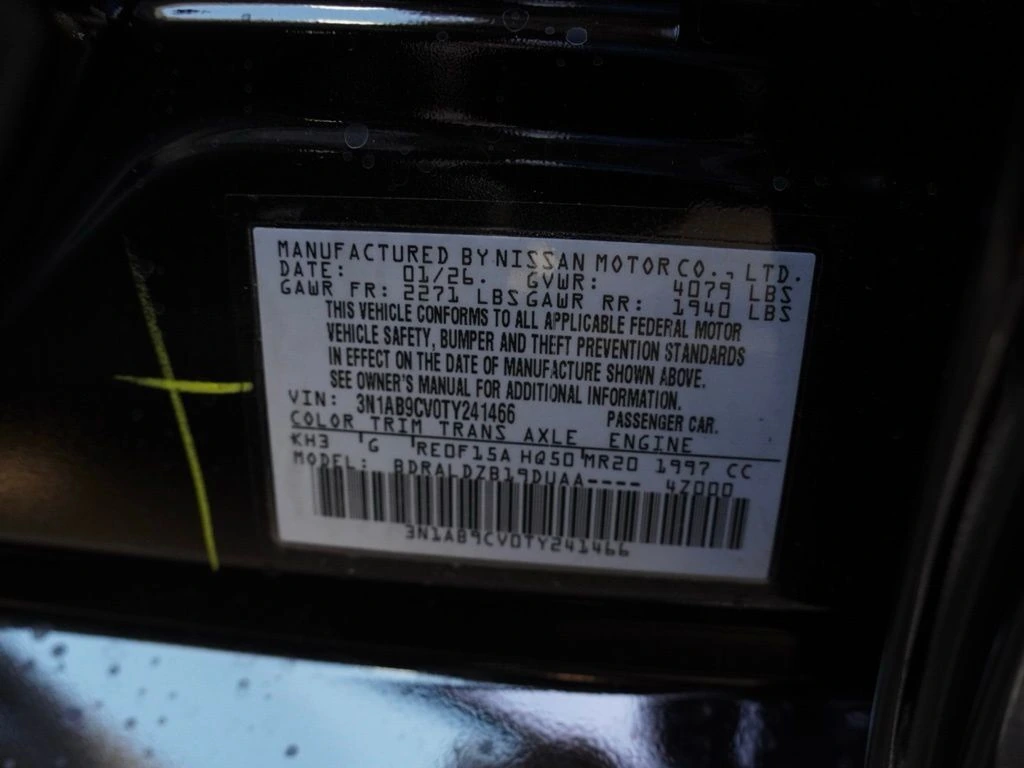 MANUFACTURED BY NISSAN MOTOR CO., LTD.
DATE: 01/26. GVWR: 4079 LBS
GAWR FR: 2271 LBS GAWR RR: 1940 LBS
THIS VEHICLE CONFORMS TO ALL APPLICABLE FEDERAL MOTOR
VEHICLE SAFETY, BUMPER AND THEFT PREVENTION STANDARDS
IN EFFECT ON THE DATE OF MANUFACTURE SHOWN ABOVE.
SEE OWNER'S MANUAL FOR ADDITIONAL INFORMATION.
VIN: 3N1AB9CV0TY241466 PASSENGER CAR.
COLOR TRIM TRANS AXLE ENGINE
KH3 G RE0F15A HQ50 MR20 1997 CC
MODEL: BDRALDZB19DUAA---- 4Z000
3N1AB9CV0TY241466